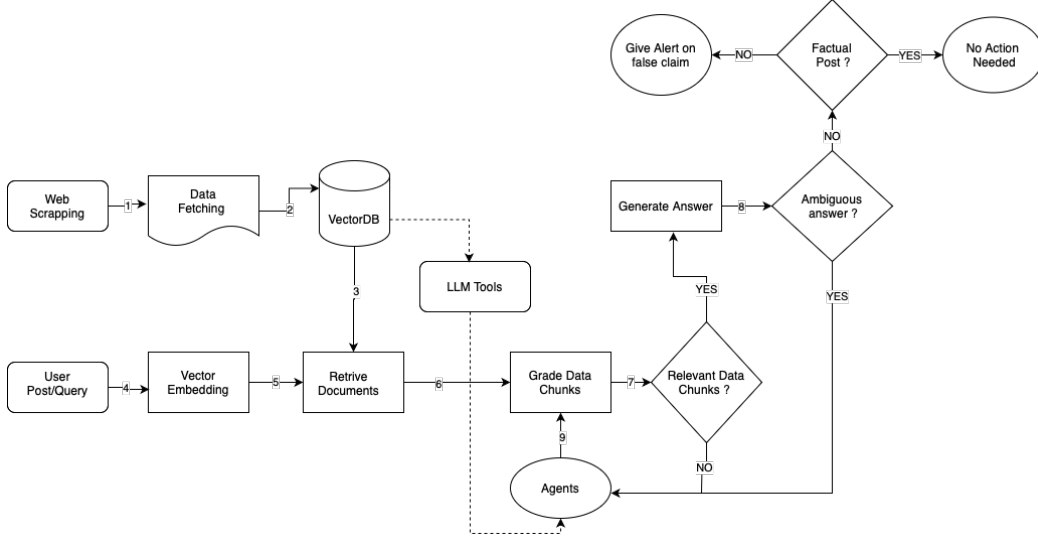 Give Alert on
false claim
NO
Factual
Post ?
YES
No Action
Needed
NO
Web
Scrapping
1
Data
Fetching
2
VectorDB
Generate Answer
8
Ambiguous
answer ?
LLM Tools
3
YES
YES
User
Post/Query
4
Vector
Embedding
5
Retrive
Documents
6
Grade Data
Chunks
7
Relevant Data
Chunks ?
9
NO
Agents